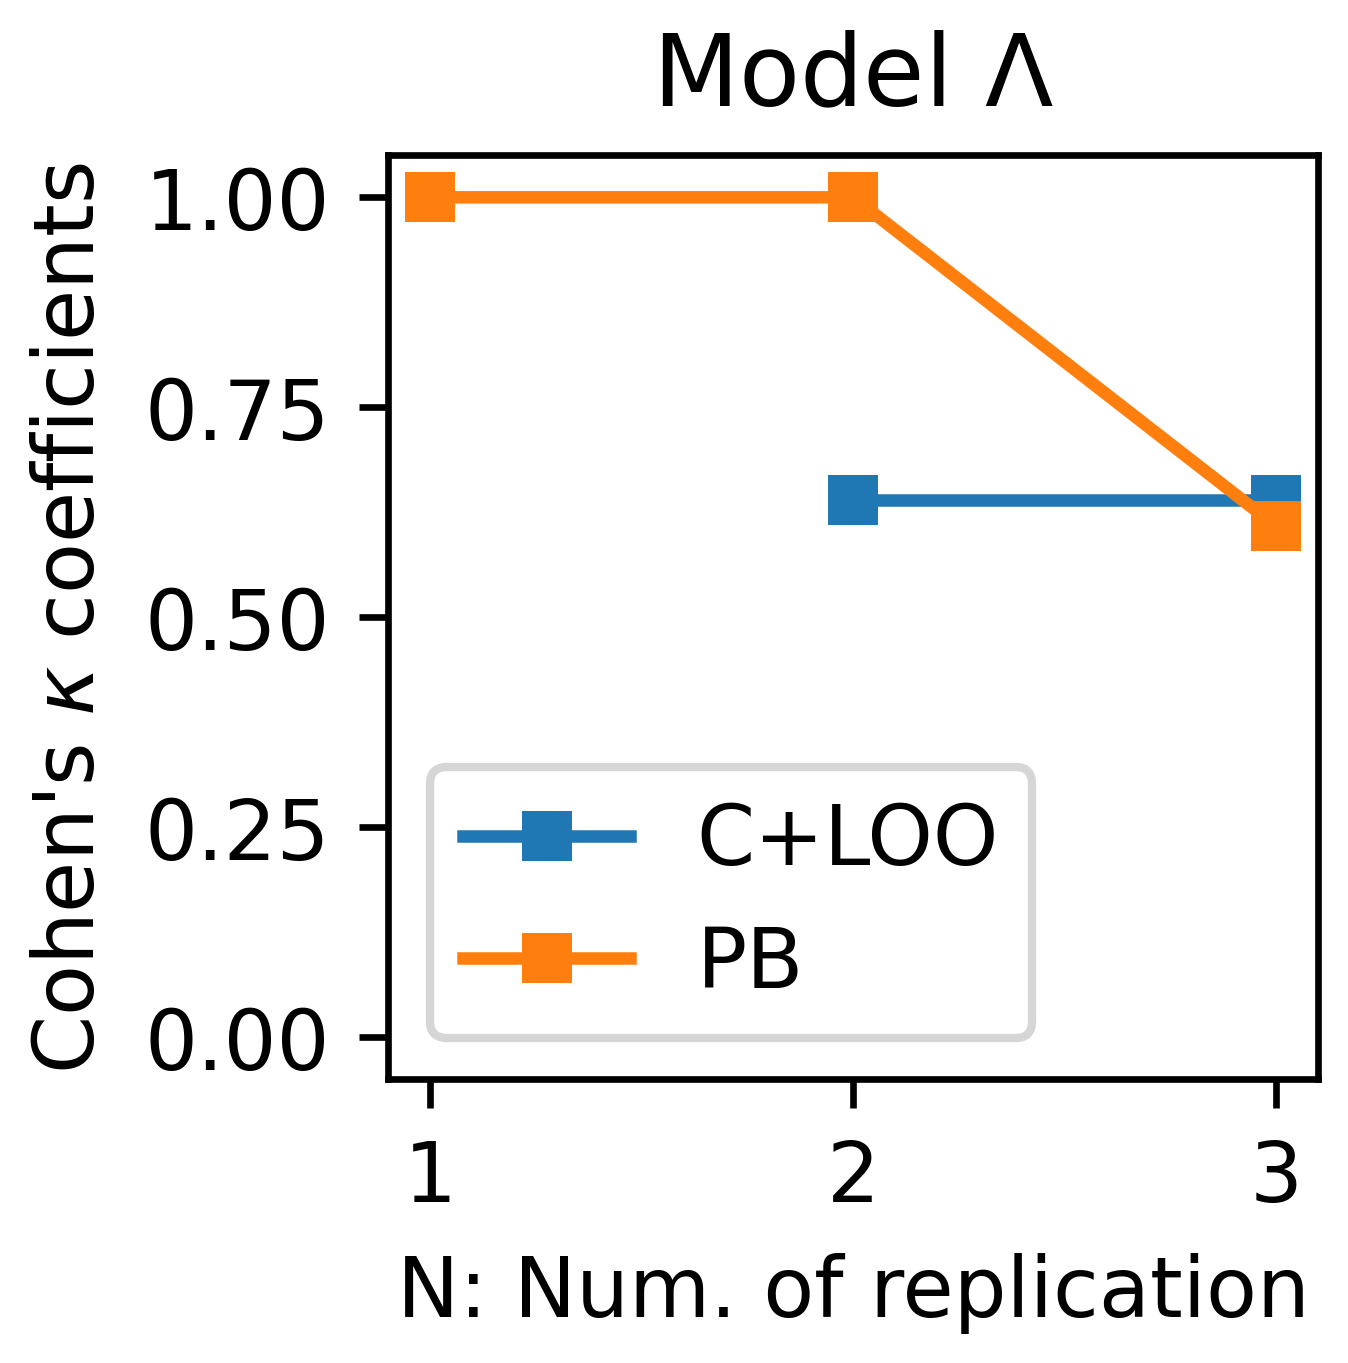 Model Λ
Cohen's κ coefficients
1.00
0.75
0.50
0.25
0.00
C+LOO
PB
1 2 3
N: Num. of replication